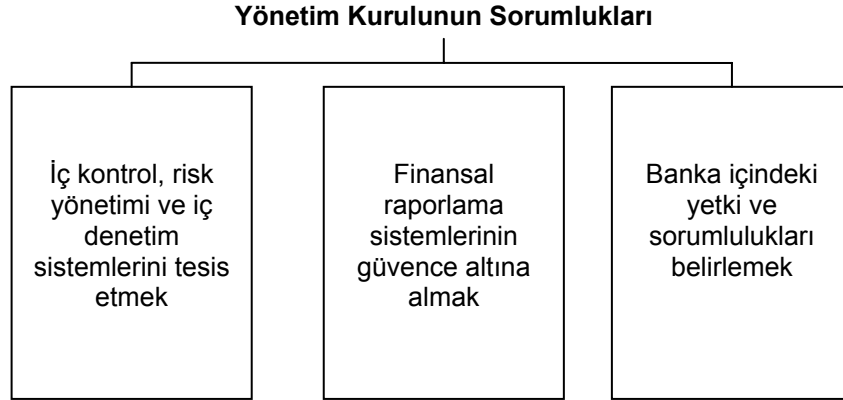 Yönetim Kurulunun Sorumlukları
İç kontrol, risk
yönetimi ve iç
denetim
sistemlerini tesis
etmek
Finansal
raporlama
sistemlerinin
güvence altına
almak
Banka içindeki
yetki ve
sorumlulukları
belirlemek